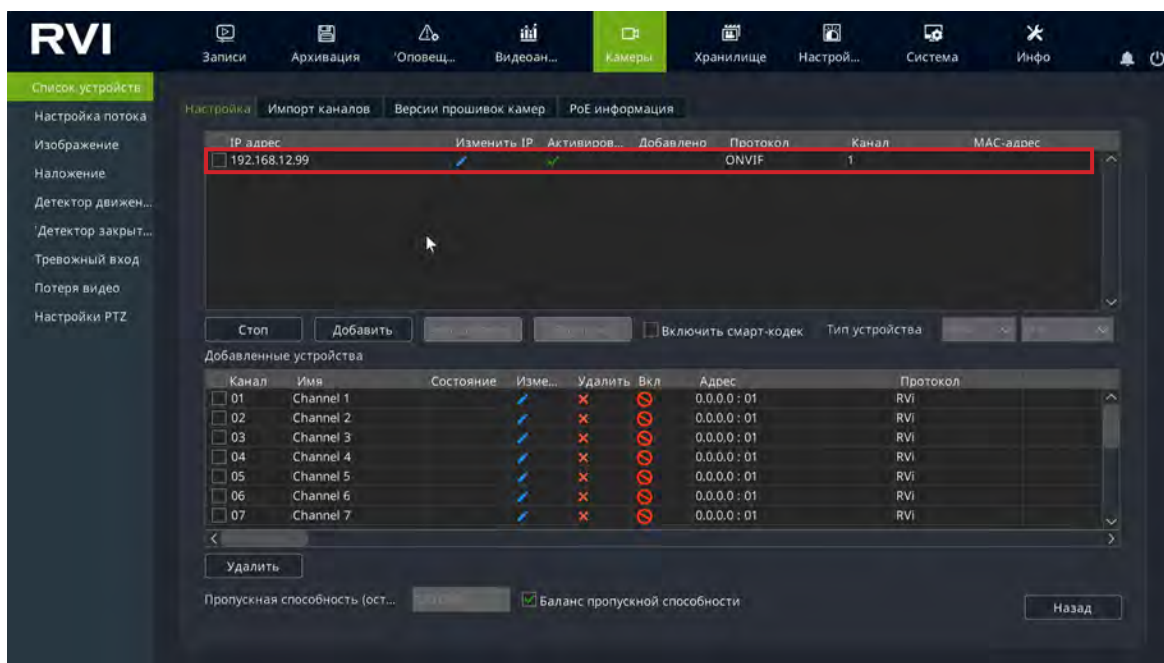 RVI
Записи Архивация 'Оповещ... Видеоан... Камеры Хранилище Настрой... Система Инфо
Список устройств
Настройка потока
Изображение
Наложение
Детектор движен...
'Детектор закрыт...
Тревожный вход
Потеря видео
Настройки PTZ
Настройка Импорт каналов Версии прошивок камер PoE информация
IP адрес Изменить IP Активиров... Добавлено Протокол Канал MAC-адрес
192.168.12.99 ONVIF 1
Стоп Добавить Включить смарт-кодек Тип устройства
Добавленные устройства
Канал Имя Состояние Изме... Удалить Вкл Адрес Протокол
01 Channel 1 0.0.0.0 : 01 RVi
02 Channel 2 0.0.0.0 : 01 RVi
03 Channel 3 0.0.0.0 : 01 RVi
04 Channel 4 0.0.0.0 : 01 RVi
05 Channel 5 0.0.0.0 : 01 RVi
06 Channel 6 0.0.0.0 : 01 RVi
07 Channel 7 0.0.0.0 : 01 RVi
Удалить
Пропускная способность (ост... Баланс пропускной способности
Назад